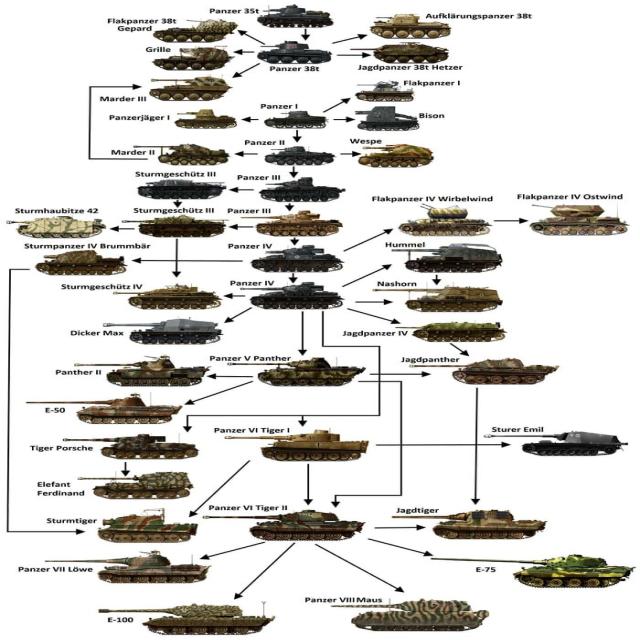 Panzer 35t
Flakpanzer 38t
Gepard
Aufklärungspanzer 38t
Grille
Panzer 38t
Jagdpanzer 38t Hetzer
Marder III
Flakpanzer I
Panzer I
Panzerjäger I
Bison
Panzer II
Wespe
Marder II
Sturmgeschütz III
Panzer III
Flakpanzer IV Wirbelwind
Flakpanzer IV Ostwind
Sturmhaubitze 42
Sturmgeschütz III
Panzer III
Sturmpanzer IV Brummbär
Panzer IV
Hummel
Sturmgeschütz IV
Panzer IV
Nashorn
Dicker Max
Jagdpanzer IV
Panzer V Panther
Jagdpanther
Panther II
E-50
Panzer VI Tiger I
Sturer Emil
Tiger Porsche
Elefant
Ferdinand
Panzer VI Tiger II
Jagdtiger
Sturmtiger
Panzer VII Löwe
E-75
Panzer VIII Maus
E-100